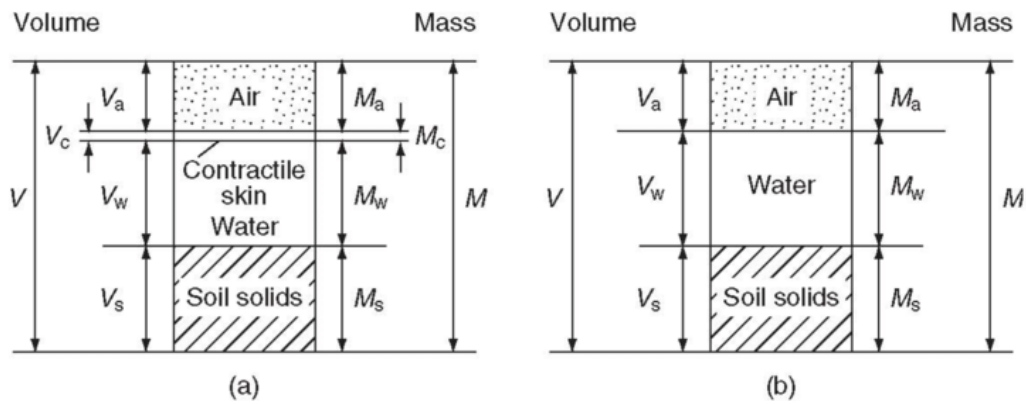 Volume Mass Volume Mass
Va Air Ma Va Air Ma
Vc Mc
Contractile
skin
V Vw Water Mw M V Vw Water Mw M
Vs Soil solids Ms Vs Soil solids Ms
(a) (b)